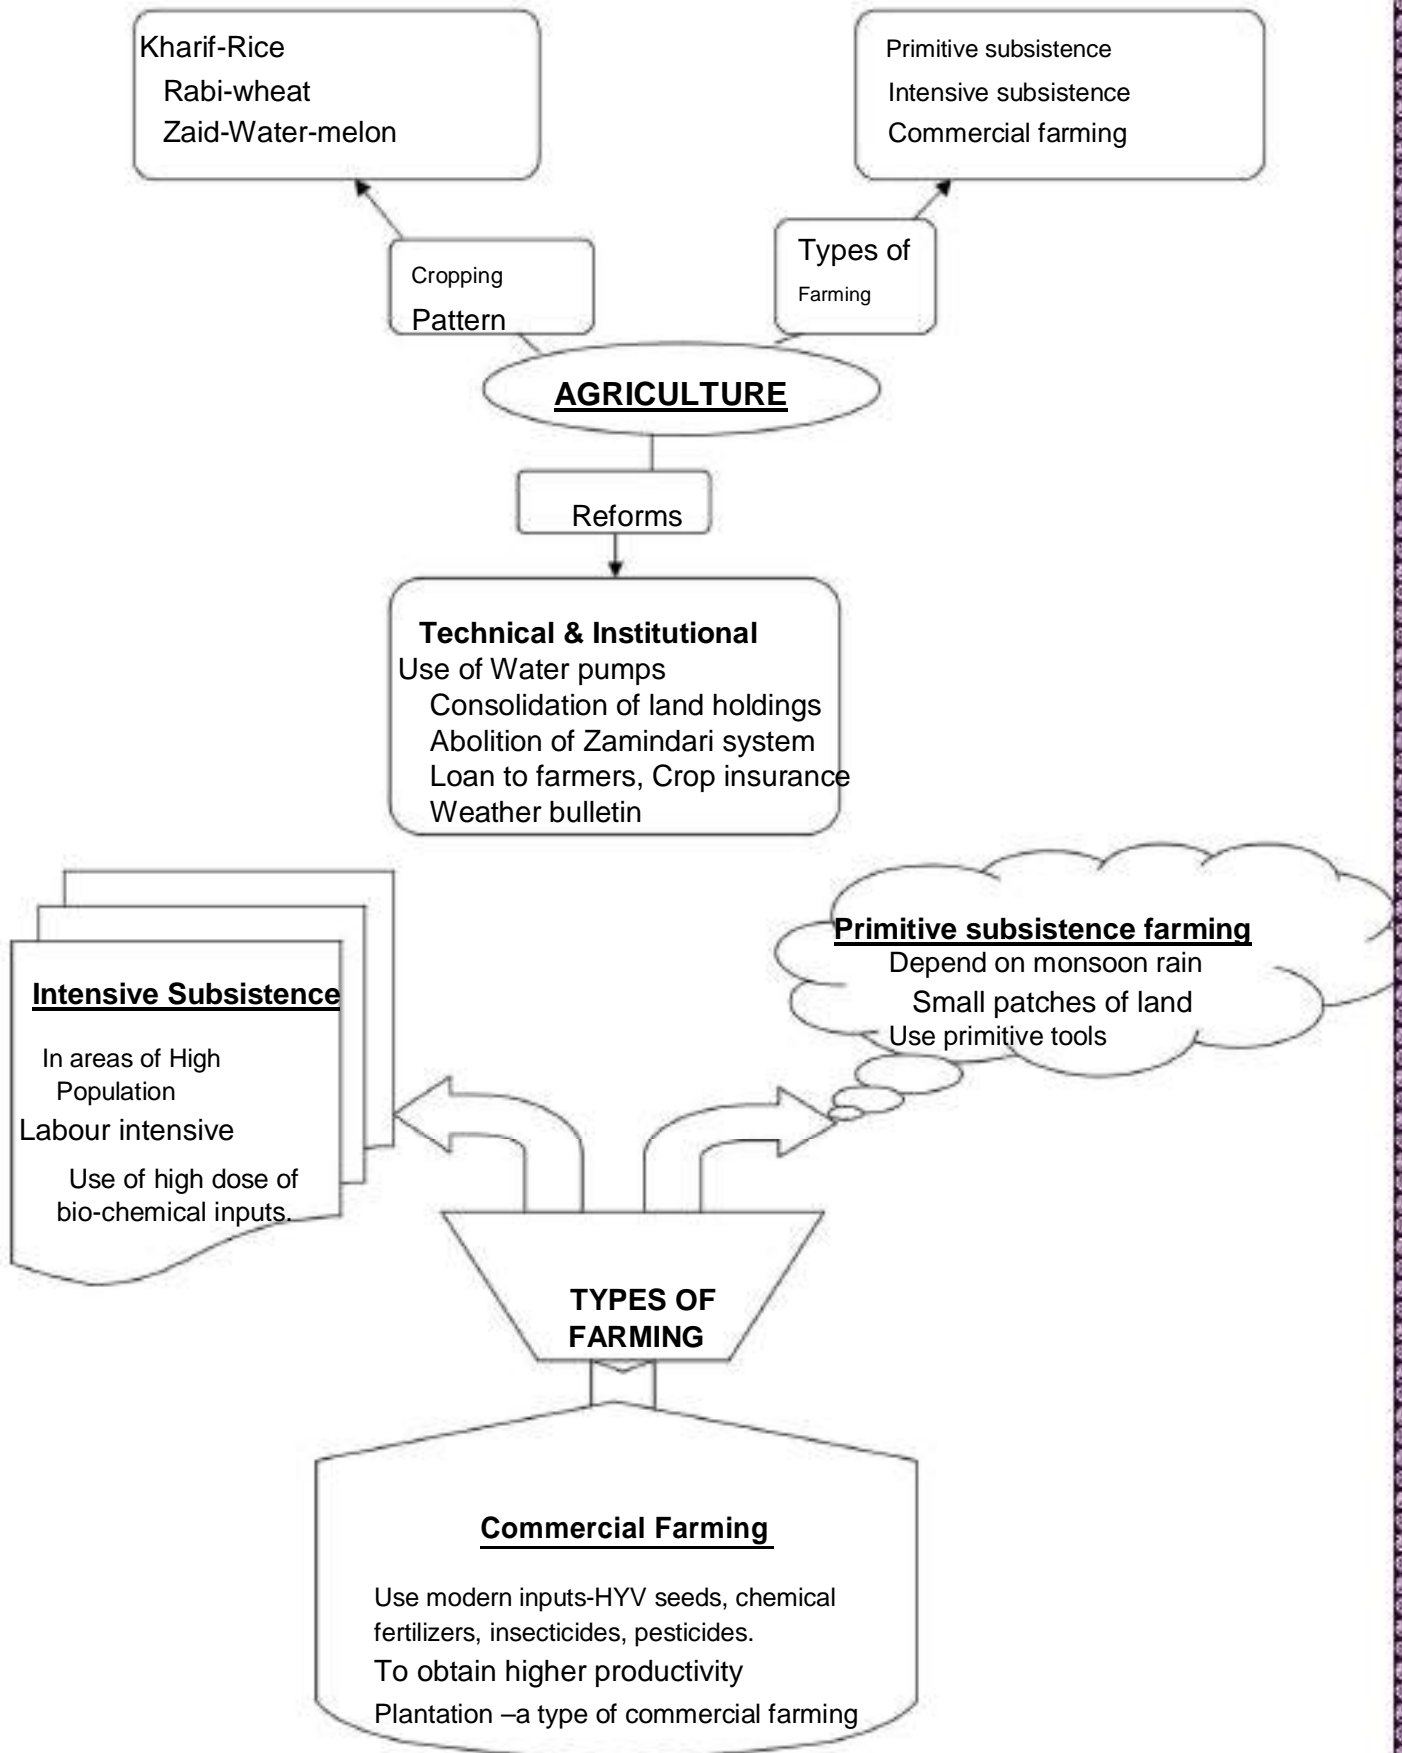 Kharif-Rice
Rabi-wheat
Zaid-Water-melon
Primitive subsistence
Intensive subsistence
Commercial farming
Cropping
Pattern
Types of
Farming
AGRICULTURE
Reforms
Technical & Institutional
Use of Water pumps
Consolidation of land holdings
Abolition of Zamindari system
Loan to farmers, Crop insurance
Weather bulletin
Primitive subsistence farming
Depend on monsoon rain
Small patches of land
Use primitive tools
Intensive Subsistence
In areas of High
Population
Labour intensive
Use of high dose of
bio-chemical inputs.
TYPES OF
FARMING
Commercial Farming
Use modern inputs-HYV seeds, chemical
fertilizers, insecticides, pesticides.
To obtain higher productivity
Plantation –a type of commercial farming